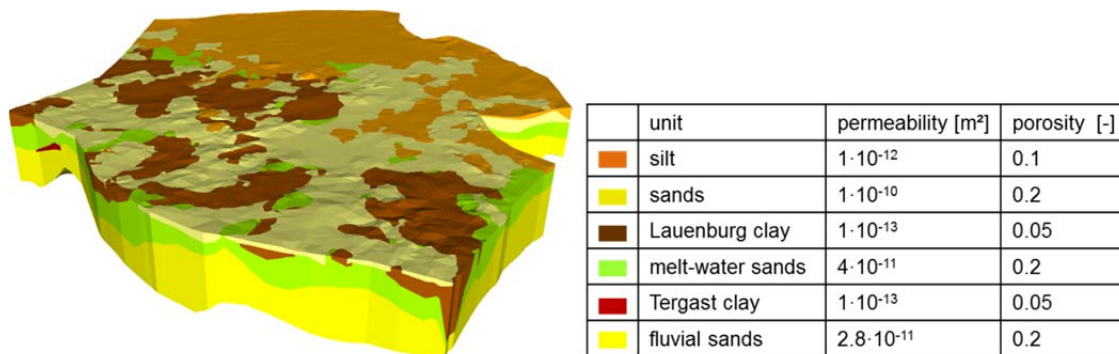 unit permeability [m²] porosity [-]
silt 1·10⁻¹² 0.1
sands 1·10⁻¹⁰ 0.2
Lauenburg clay 1·10⁻¹³ 0.05
melt-water sands 4·10⁻¹¹ 0.2
Tergast clay 1·10⁻¹³ 0.05
fluvial sands 2.8·10⁻¹¹ 0.2